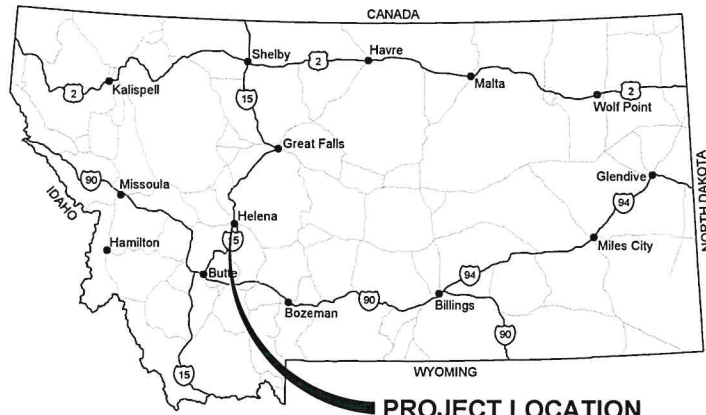 CANADA
Shelby
Havre
2
2
Kalispell
Malta
2
15
Wolf Point
Great Falls
Glendive
90
Missoula
94
NORTH DAKOTA
IDAHO
Helena
15
Miles City
Hamilton
Butte
94
Billings
90
Bozeman
90
WYOMING
15
PROJECT LOCATION